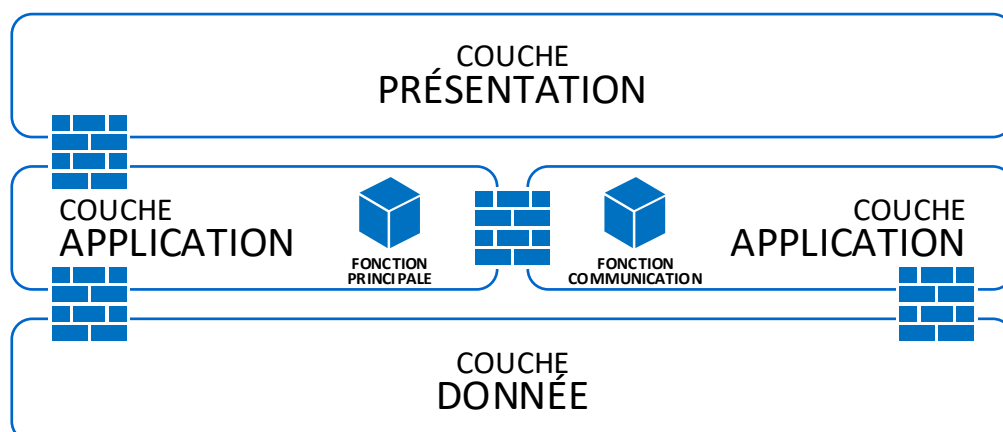 COUCHE
PRÉSENTATION
COUCHE
APPLICATION
FONCTION
PRINCIPALE
FONCTION
COMMUNICATION
COUCHE
APPLICATION
COUCHE
DONNÉE